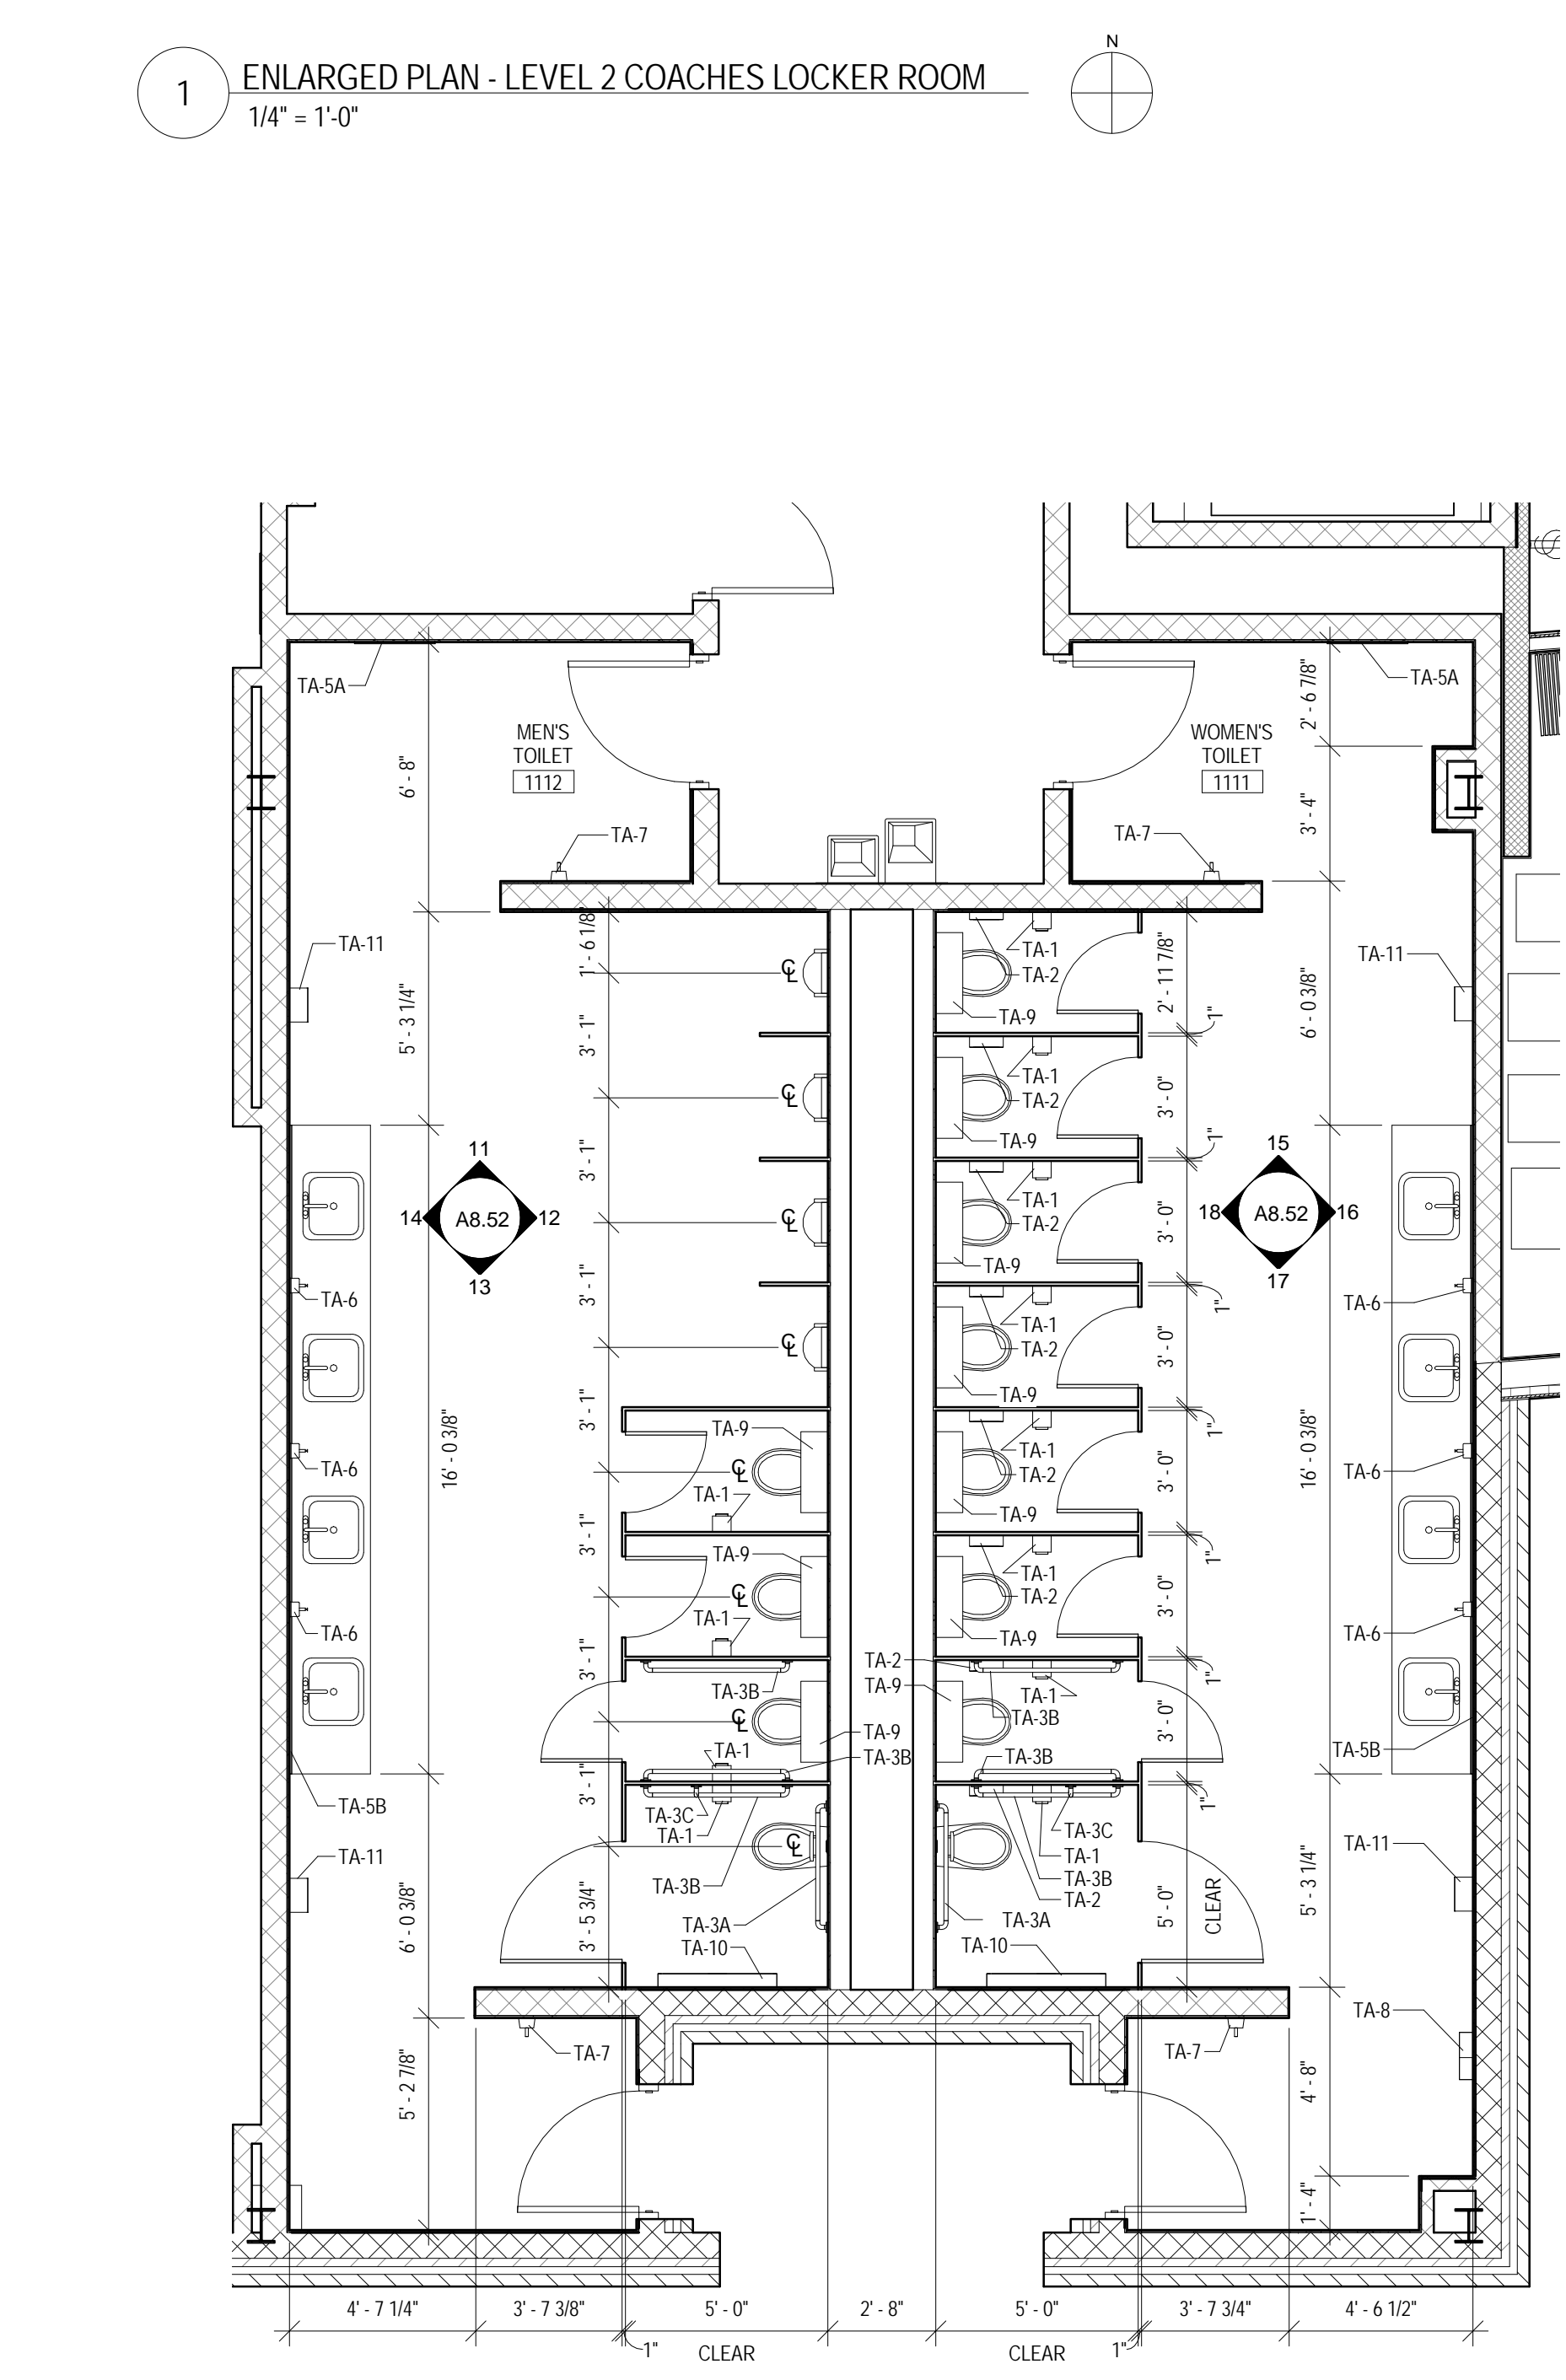 N
1
ENLARGED PLAN - LEVEL 2 COACHES LOCKER ROOM
1/4" = 1'-0"
TA-5A
TA-5A
2' - 6 7/8"
MEN'S
TOILET
1112
WOMEN'S
TOILET
1111
6' - 8"
3' - 4"
TA-7
TA-7
1' - 6 1/8"
TA-11
TA-1
TA-2
TA-9
2' - 11 7/8"
TA-11
5' - 3 1/4"
6' - 0 3/8"
1"
3' - 1"
TA-1
TA-2
TA-9
3' - 0"
1"
11
14
A8.52
12
13
3' - 1"
TA-1
TA-2
TA-9
3' - 0"
15
18
A8.52
16
17
TA-6
3' - 1"
1"
TA-6
TA-1
TA-2
TA-9
3' - 0"
16' - 0 3/8"
3' - 1"
TA-9
TA-1
1"
16' - 0 3/8"
TA-6
TA-1
TA-2
TA-9
3' - 0"
TA-6
3' - 1"
TA-9
TA-1
1"
TA-1
TA-2
TA-9
3' - 0"
TA-6
TA-6
3' - 1"
TA-2
TA-9
TA-3B
TA-1
TA-3B
1"
TA-9
TA-3B
TA-1
TA-3B
3' - 0"
TA-5B
TA-5B
3' - 1"
TA-3C
TA-1
1"
TA-3C
TA-1
TA-3B
TA-2
TA-11
TA-11
TA-3B
TA-3A
TA-10
TA-3A
TA-10
6' - 0 3/8"
3' - 5 3/4"
5' - 0"
CLEAR
5' - 3 1/4"
TA-8
TA-7
TA-7
5' - 2 7/8"
4' - 8"
1' - 4"
4' - 7 1/4"
3' - 7 3/8"
5' - 0"
2' - 8"
5' - 0"
3' - 7 3/4"
4' - 6 1/2"
1"
CLEAR
CLEAR
1"